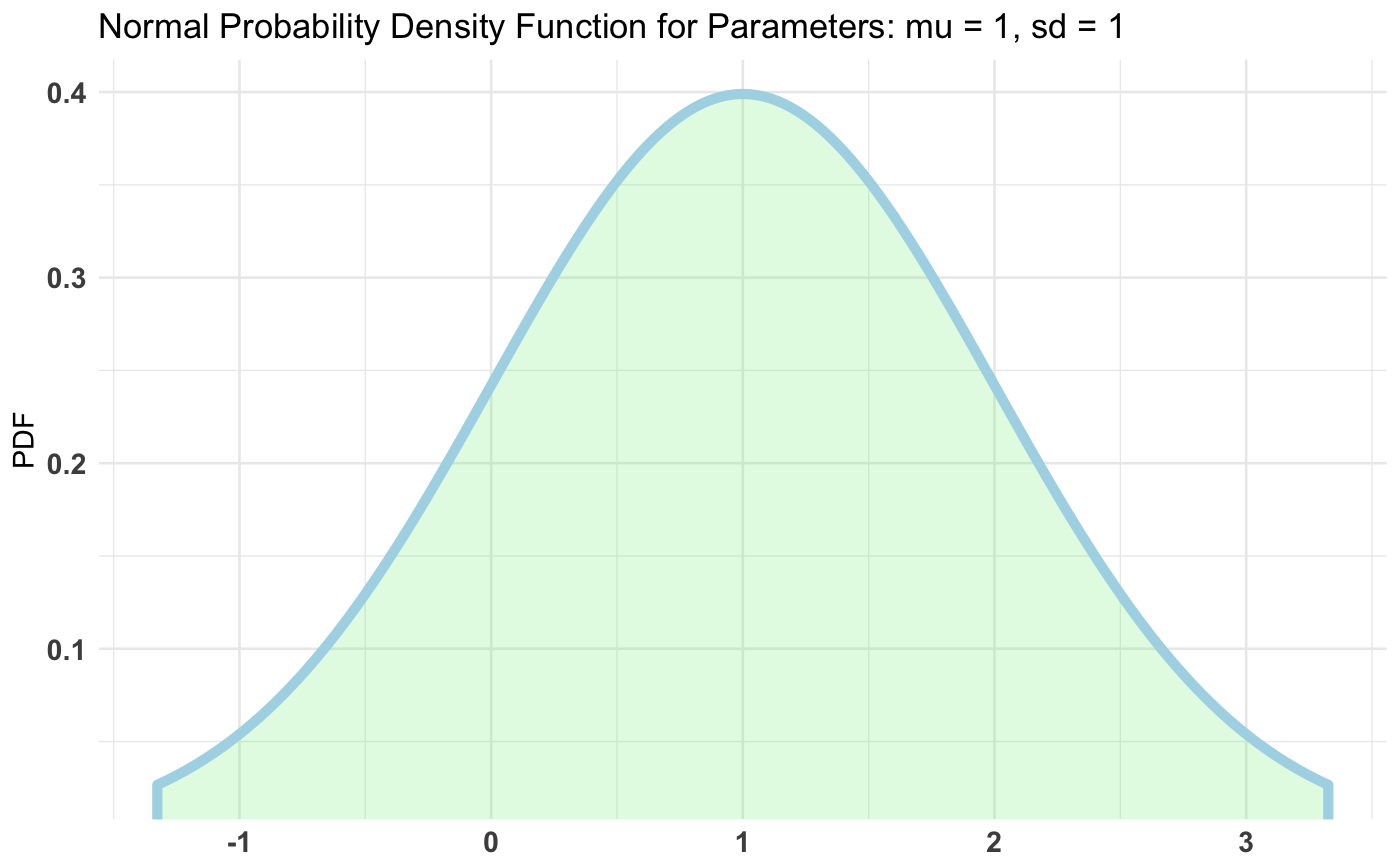 Normal Probability Density Function for Parameters: mu = 1, sd = 1
0.4
0.3
PDF
0.2
0.1
-1 0 1 2 3